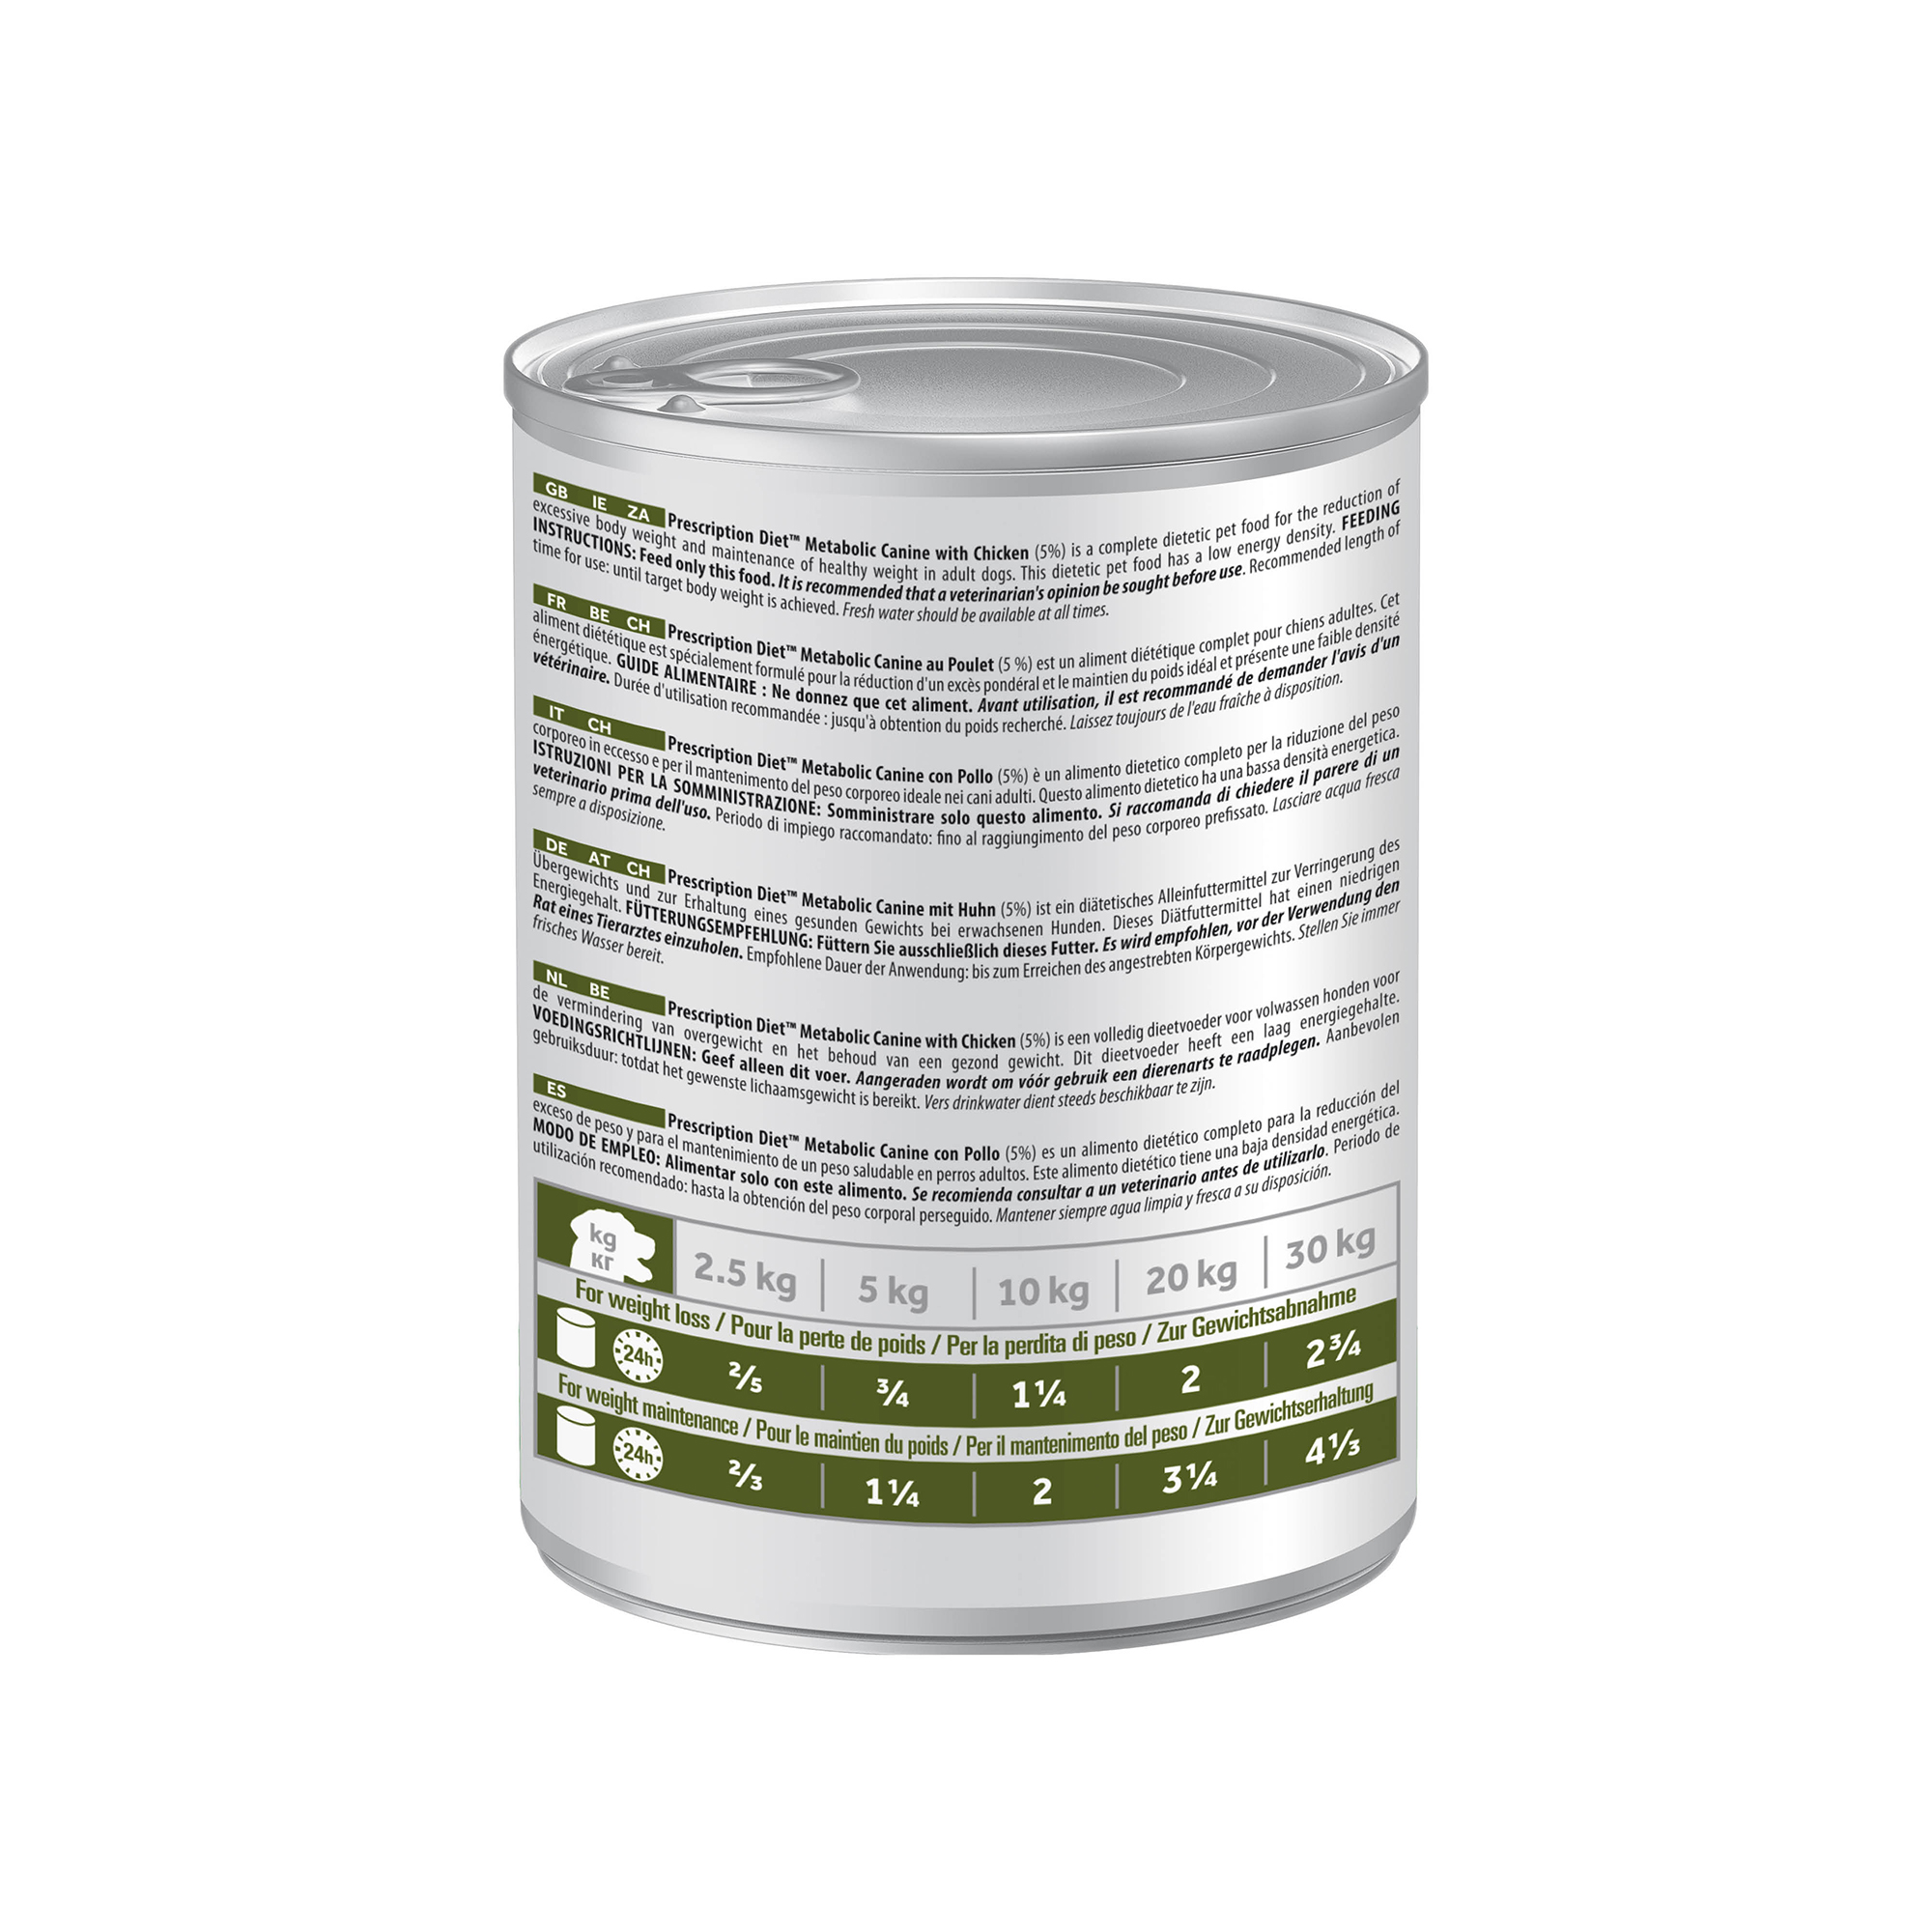 GB IE ZA Prescription Diet™ Metabolic Canine with Chicken (5%) is a complete dietetic pet food for the reduction of
excessive body weight and maintenance of healthy weight in adult dogs. This dietetic pet food has a low energy density. FEEDING
INSTRUCTIONS: Feed only this food. It is recommended that a veterinarian's opinion be sought before use. Recommended length of
time for use: until target body weight is achieved. Fresh water should be available at all times.
FR BE CH Prescription Diet™ Metabolic Canine au Poulet (5 %) est un aliment diététique complet pour chiens adultes. Cet
aliment diététique est spécialement formulé pour la réduction d'un excès pondéral et le maintien du poids idéal et présente une faible densité
énergétique. GUIDE ALIMENTAIRE : Ne donnez que cet aliment. Avant utilisation, il est recommandé de demander l'avis d'un
vétérinaire. Durée d'utilisation recommandée : jusqu'à obtention du poids recherché. Laissez toujours de l'eau fraîche à disposition.
IT CH Prescription Diet™ Metabolic Canine con Pollo (5%) è un alimento dietetico completo per la riduzione del peso
corporeo in eccesso e per il mantenimento del peso corporeo ideale nei cani adulti. Questo alimento dietetico ha una bassa densità energetica.
ISTRUZIONI PER LA SOMMINISTRAZIONE: Somministrare solo questo alimento. Si raccomanda di chiedere il parere di un
veterinario prima dell'uso. Periodo di impiego raccomandato: fino al raggiungimento del peso corporeo prefissato. Lasciare acqua fresca
sempre a disposizione.
DE AT CH Prescription Diet™ Metabolic Canine mit Huhn (5%) ist ein diätetisches Alleinfuttermittel zur Verringerung des
Übergewichts und zur Erhaltung eines gesunden Gewichts bei erwachsenen Hunden. Dieses Diätfuttermittel hat einen niedrigen
Energiegehalt. FÜTTERUNGSEMPFEHLUNG: Füttern Sie ausschließlich dieses Futter. Es wird empfohlen, vor der Verwendung den
Rat eines Tierarztes einzuholen. Empfohlene Dauer der Anwendung: bis zum Erreichen des angestrebten Körpergewichts. Stellen Sie immer
frisches Wasser bereit.
NL BE Prescription Diet™ Metabolic Canine with Chicken (5%) is een volledig dieetvoeder voor volwassen honden voor
de vermindering van overgewicht en het behoud van een gezond gewicht. Dit dieetvoeder heeft een laag energiegehalte.
VOEDINGSRICHTLIJNEN: Geef alleen dit voer. Aangeraden wordt om vóór gebruik een dierenarts te raadplegen. Aanbevolen
gebruiksduur: totdat het gewenste lichaamsgewicht is bereikt. Vers drinkwater dient steeds beschikbaar te zijn.
ES Prescription Diet™ Metabolic Canine con Pollo (5%) es un alimento dietético completo para la reducción del
exceso de peso y para el mantenimiento de un peso saludable en perros adultos. Este alimento dietético tiene una baja densidad energética.
MODO DE EMPLEO: Alimentar solo con este alimento. Se recomienda consultar a un veterinario antes de utilizarlo. Periodo de
utilización recomendado: hasta la obtención del peso corporal perseguido. Mantener siempre agua limpia y fresca a su disposición.
kg
кг
2.5 kg 5 kg 10 kg 20 kg 30 kg
For weight loss / Pour la perte de poids / Per la perdita di peso / Zur Gewichtsabnahme
24h 2/5 3/4 1 1/4 2 2 3/4
For weight maintenance / Pour le maintien du poids / Per il mantenimento del peso / Zur Gewichtserhaltung
24h 2/3 1 1/4 2 3 1/4 4 1/3